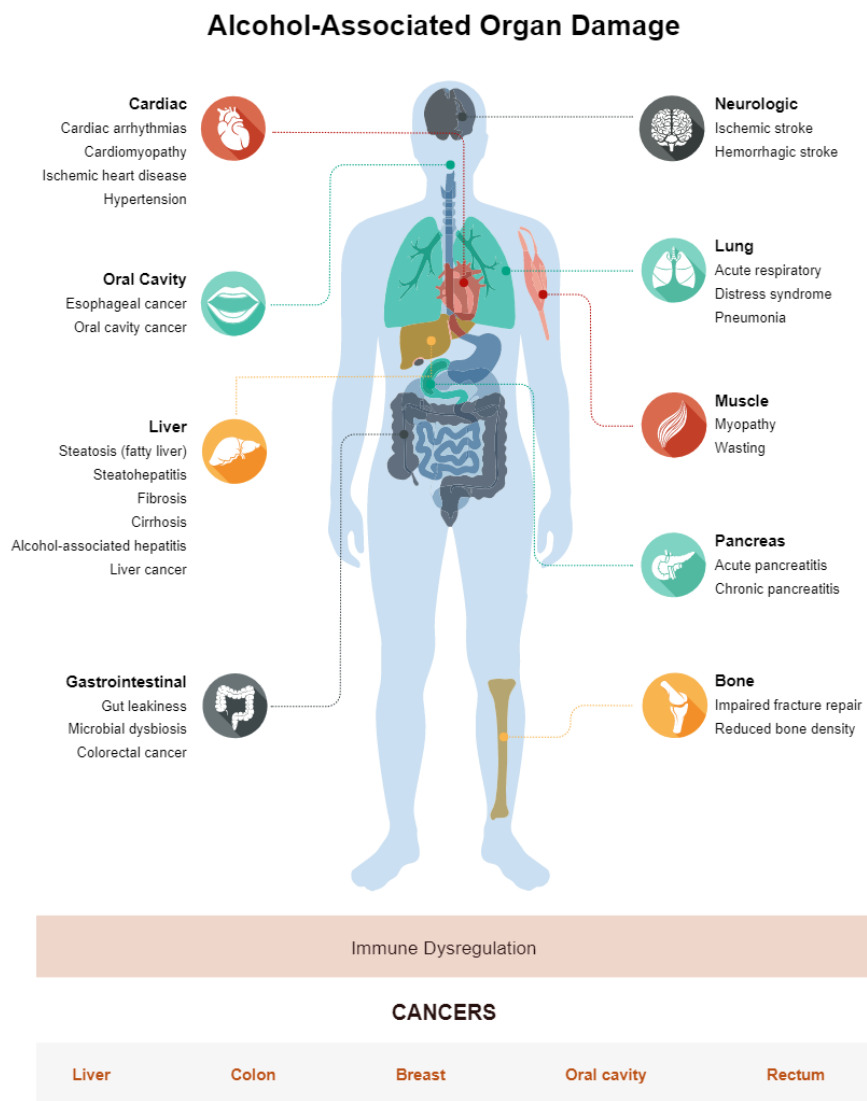 Alcohol-Associated Organ Damage
Cardiac
Cardiac arrhythmias
Cardiomyopathy
Ischemic heart disease
Hypertension
Oral Cavity
Esophageal cancer
Oral cavity cancer
Liver
Steatosis (fatty liver)
Steatohepatitis
Fibrosis
Cirrhosis
Alcohol-associated hepatitis
Liver cancer
Gastrointestinal
Gut leakiness
Microbial dysbiosis
Colorectal cancer
Neurologic
Ischemic stroke
Hemorrhagic stroke
Lung
Acute respiratory
Distress syndrome
Pneumonia
Muscle
Myopathy
Wasting
Pancreas
Acute pancreatitis
Chronic pancreatitis
Bone
Impaired fracture repair
Reduced bone density
Immune Dysregulation
CANCERS
Liver Colon Breast Oral cavity Rectum